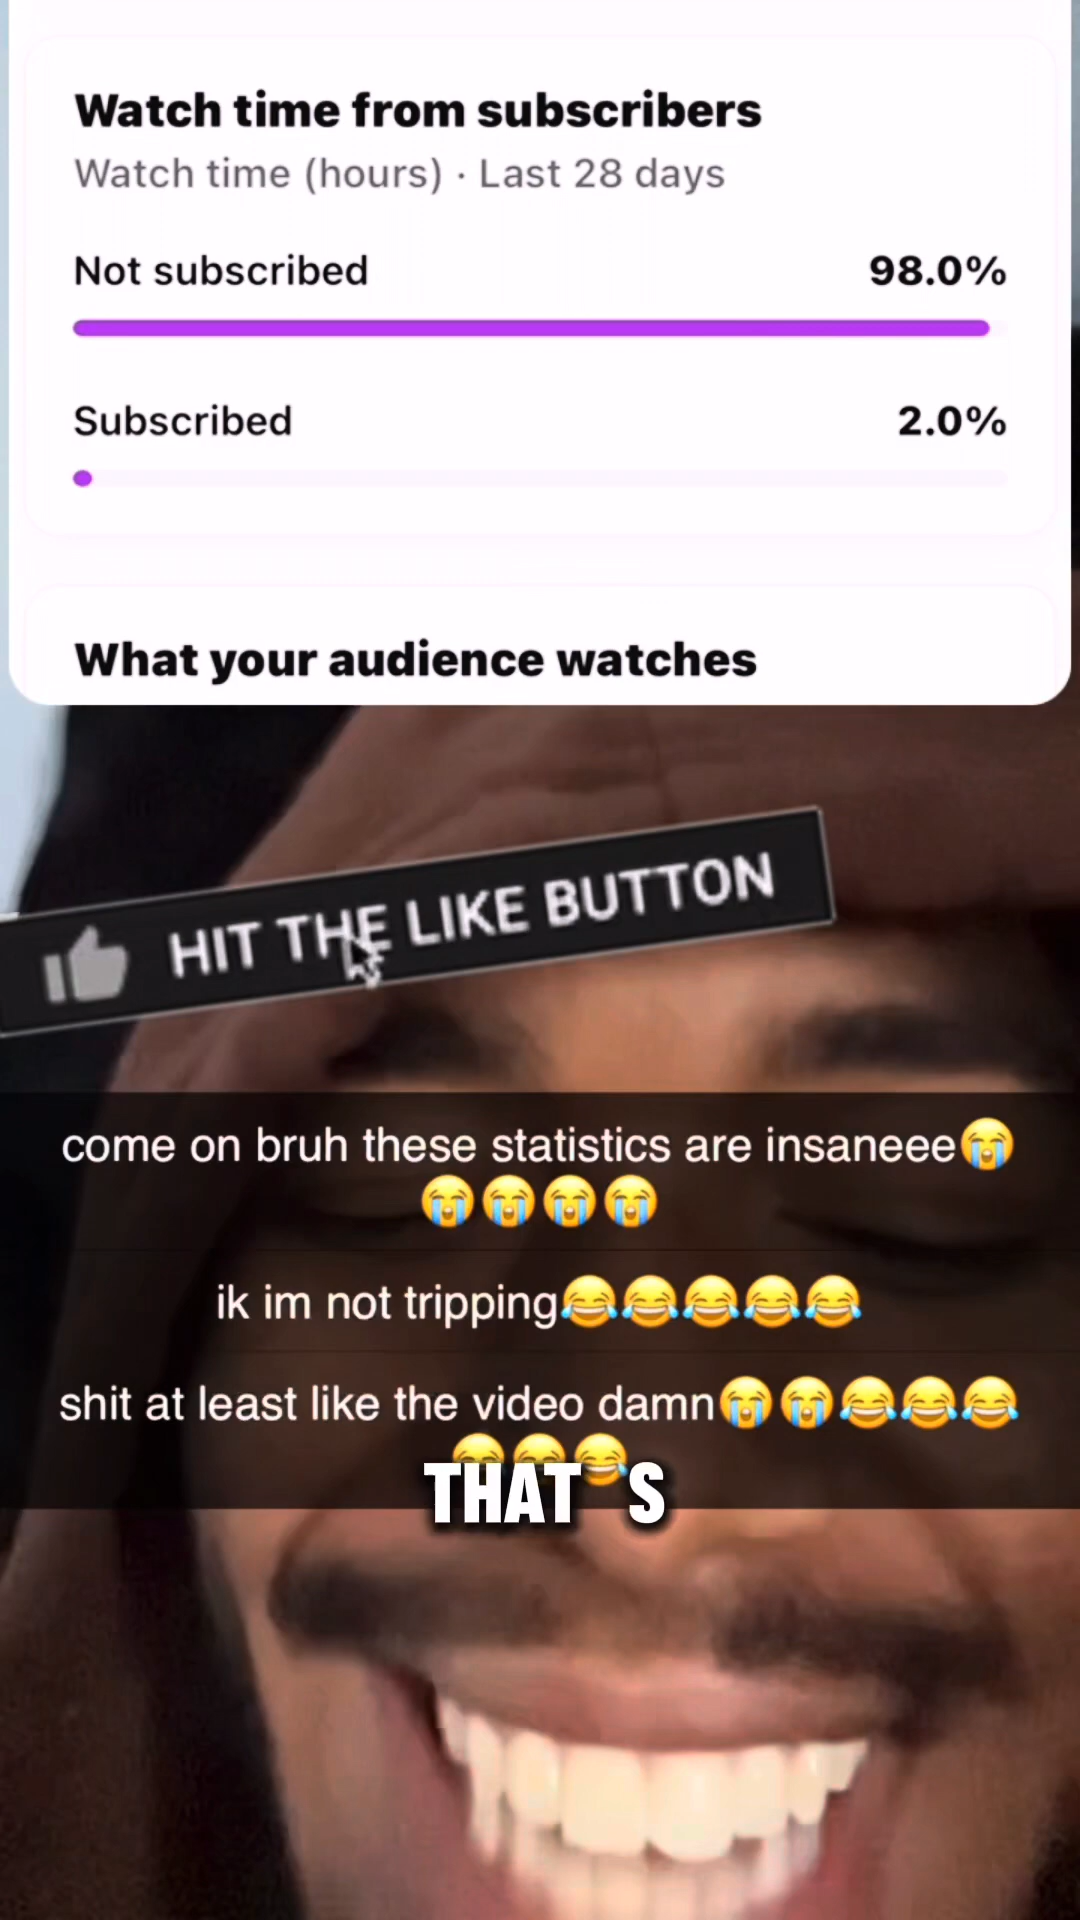 Watch time from subscribers
Watch time (hours) · Last 28 days
Not subscribed 98.0%
Subscribed 2.0%
What your audience watches
HIT THE LIKE BUTTON
come on bruh these statistics are insaneee😭
😭😭😭😭
ik im not tripping😂😂😂😂😂
shit at least like the video damn😭😭😂😂😂
😂😂😂
THAT S